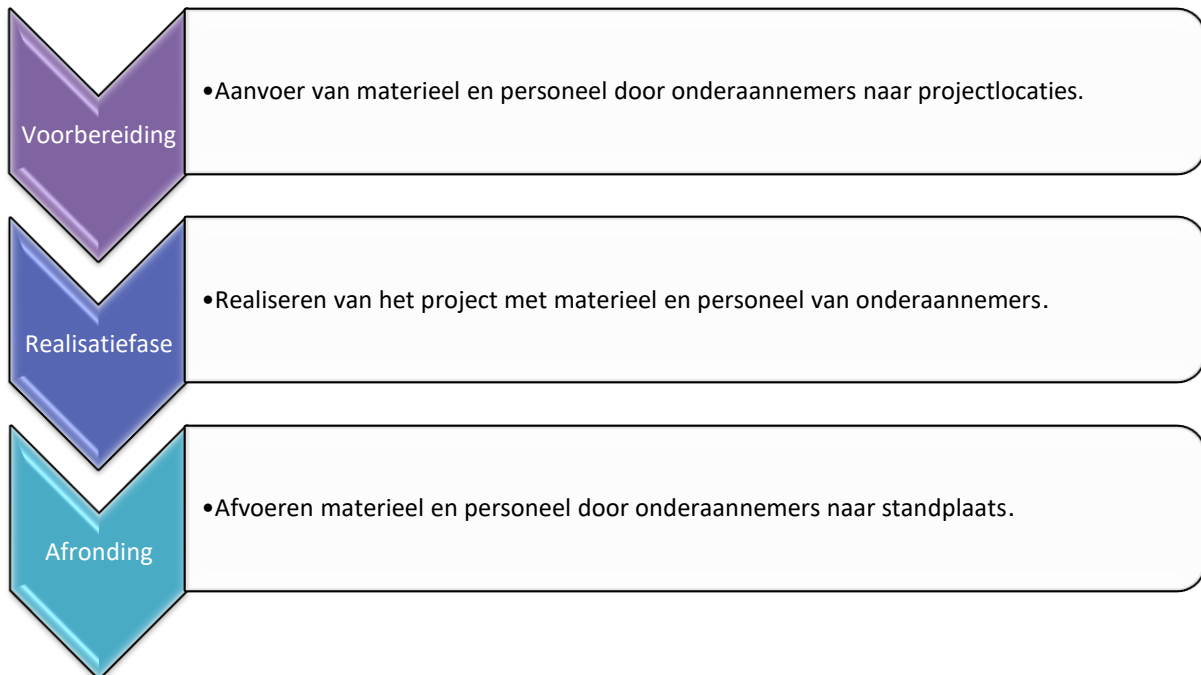 Voorbereiding
•Aanvoer van materieel en personeel door onderaannemers naar projectlocaties.
Realisatiefase
•Realiseren van het project met materieel en personeel van onderaannemers.
Afronding
•Afvoeren materieel en personeel door onderaannemers naar standplaats.